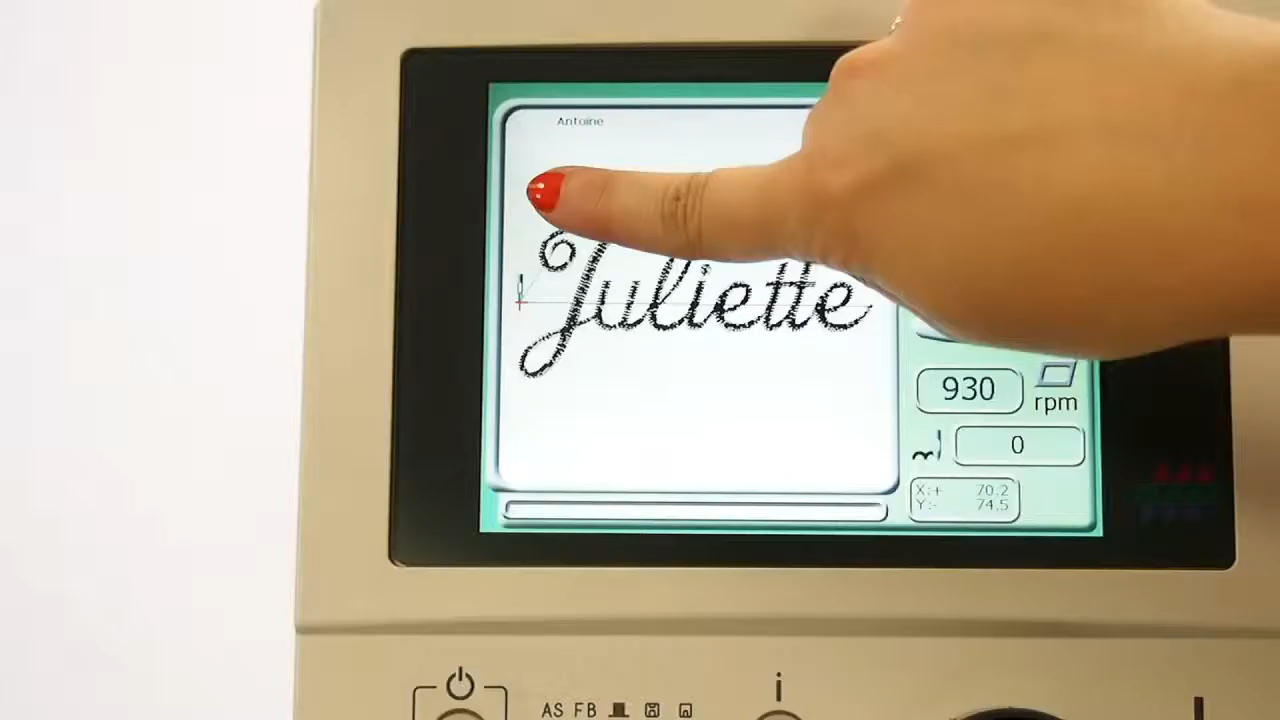 Antoine
Juliette
930
rpm
0
X:+ 70.2
Y:- 74.5
i
AS FB